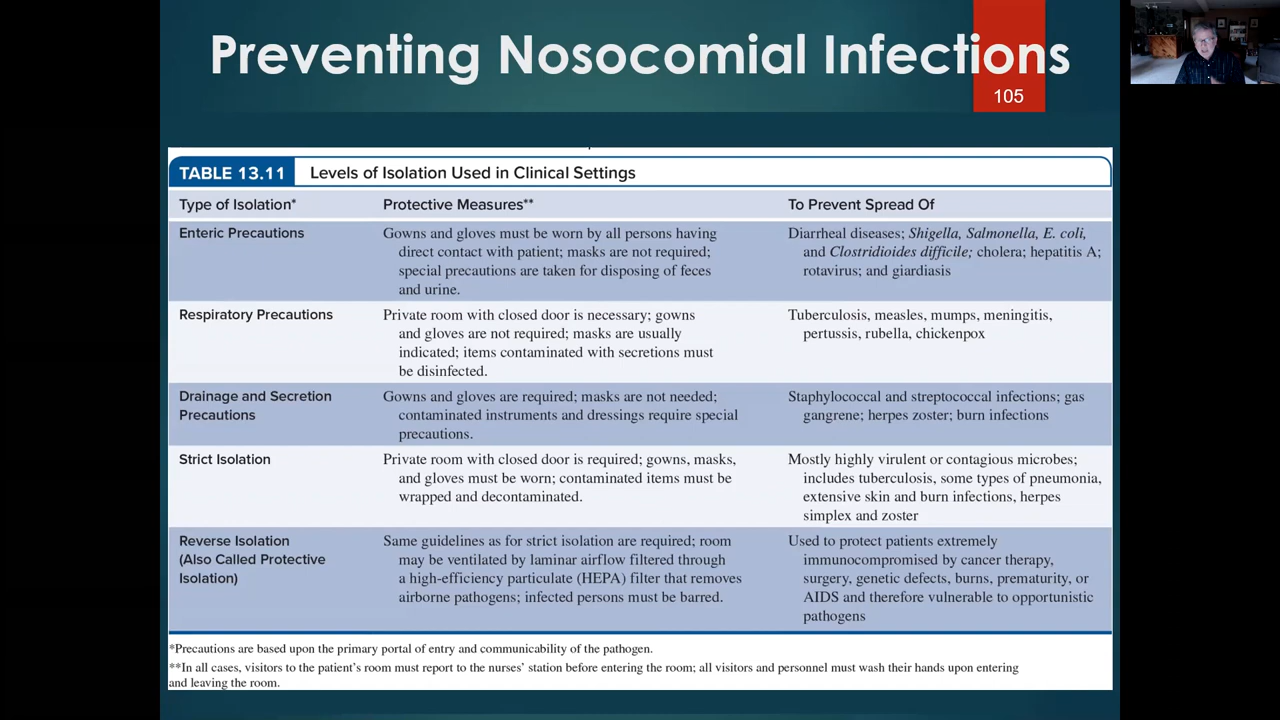 Preventing Nosocomial Infections
105
TABLE 13.11 Levels of Isolation Used in Clinical Settings
Type of Isolation* Protective Measures** To Prevent Spread Of
Enteric Precautions
Gowns and gloves must be worn by all persons having
direct contact with patient; masks are not required;
special precautions are taken for disposing of feces
and urine.
Diarrheal diseases; Shigella, Salmonella, E. coli,
and Clostridioides difficile; cholera; hepatitis A;
rotavirus; and giardiasis
Respiratory Precautions
Private room with closed door is necessary; gowns
and gloves are not required; masks are usually
indicated; items contaminated with secretions must
be disinfected.
Tuberculosis, measles, mumps, meningitis,
pertussis, rubella, chickenpox
Drainage and Secretion
Precautions
Gowns and gloves are required; masks are not needed;
contaminated instruments and dressings require special
precautions.
Staphylococcal and streptococcal infections; gas
gangrene; herpes zoster; burn infections
Strict Isolation
Private room with closed door is required; gowns, masks,
and gloves must be worn; contaminated items must be
wrapped and decontaminated.
Mostly highly virulent or contagious microbes;
includes tuberculosis, some types of pneumonia,
extensive skin and burn infections, herpes
simplex and zoster
Reverse Isolation
(Also Called Protective
Isolation)
Same guidelines as for strict isolation are required; room
may be ventilated by laminar airflow filtered through
a high-efficiency particulate (HEPA) filter that removes
airborne pathogens; infected persons must be barred.
Used to protect patients extremely
immunocompromised by cancer therapy,
surgery, genetic defects, burns, prematurity, or
AIDS and therefore vulnerable to opportunistic
pathogens
*Precautions are based upon the primary portal of entry and communicability of the pathogen.
**In all cases, visitors to the patient's room must report to the nurses' station before entering the room; all visitors and personnel must wash their hands upon entering
and leaving the room.